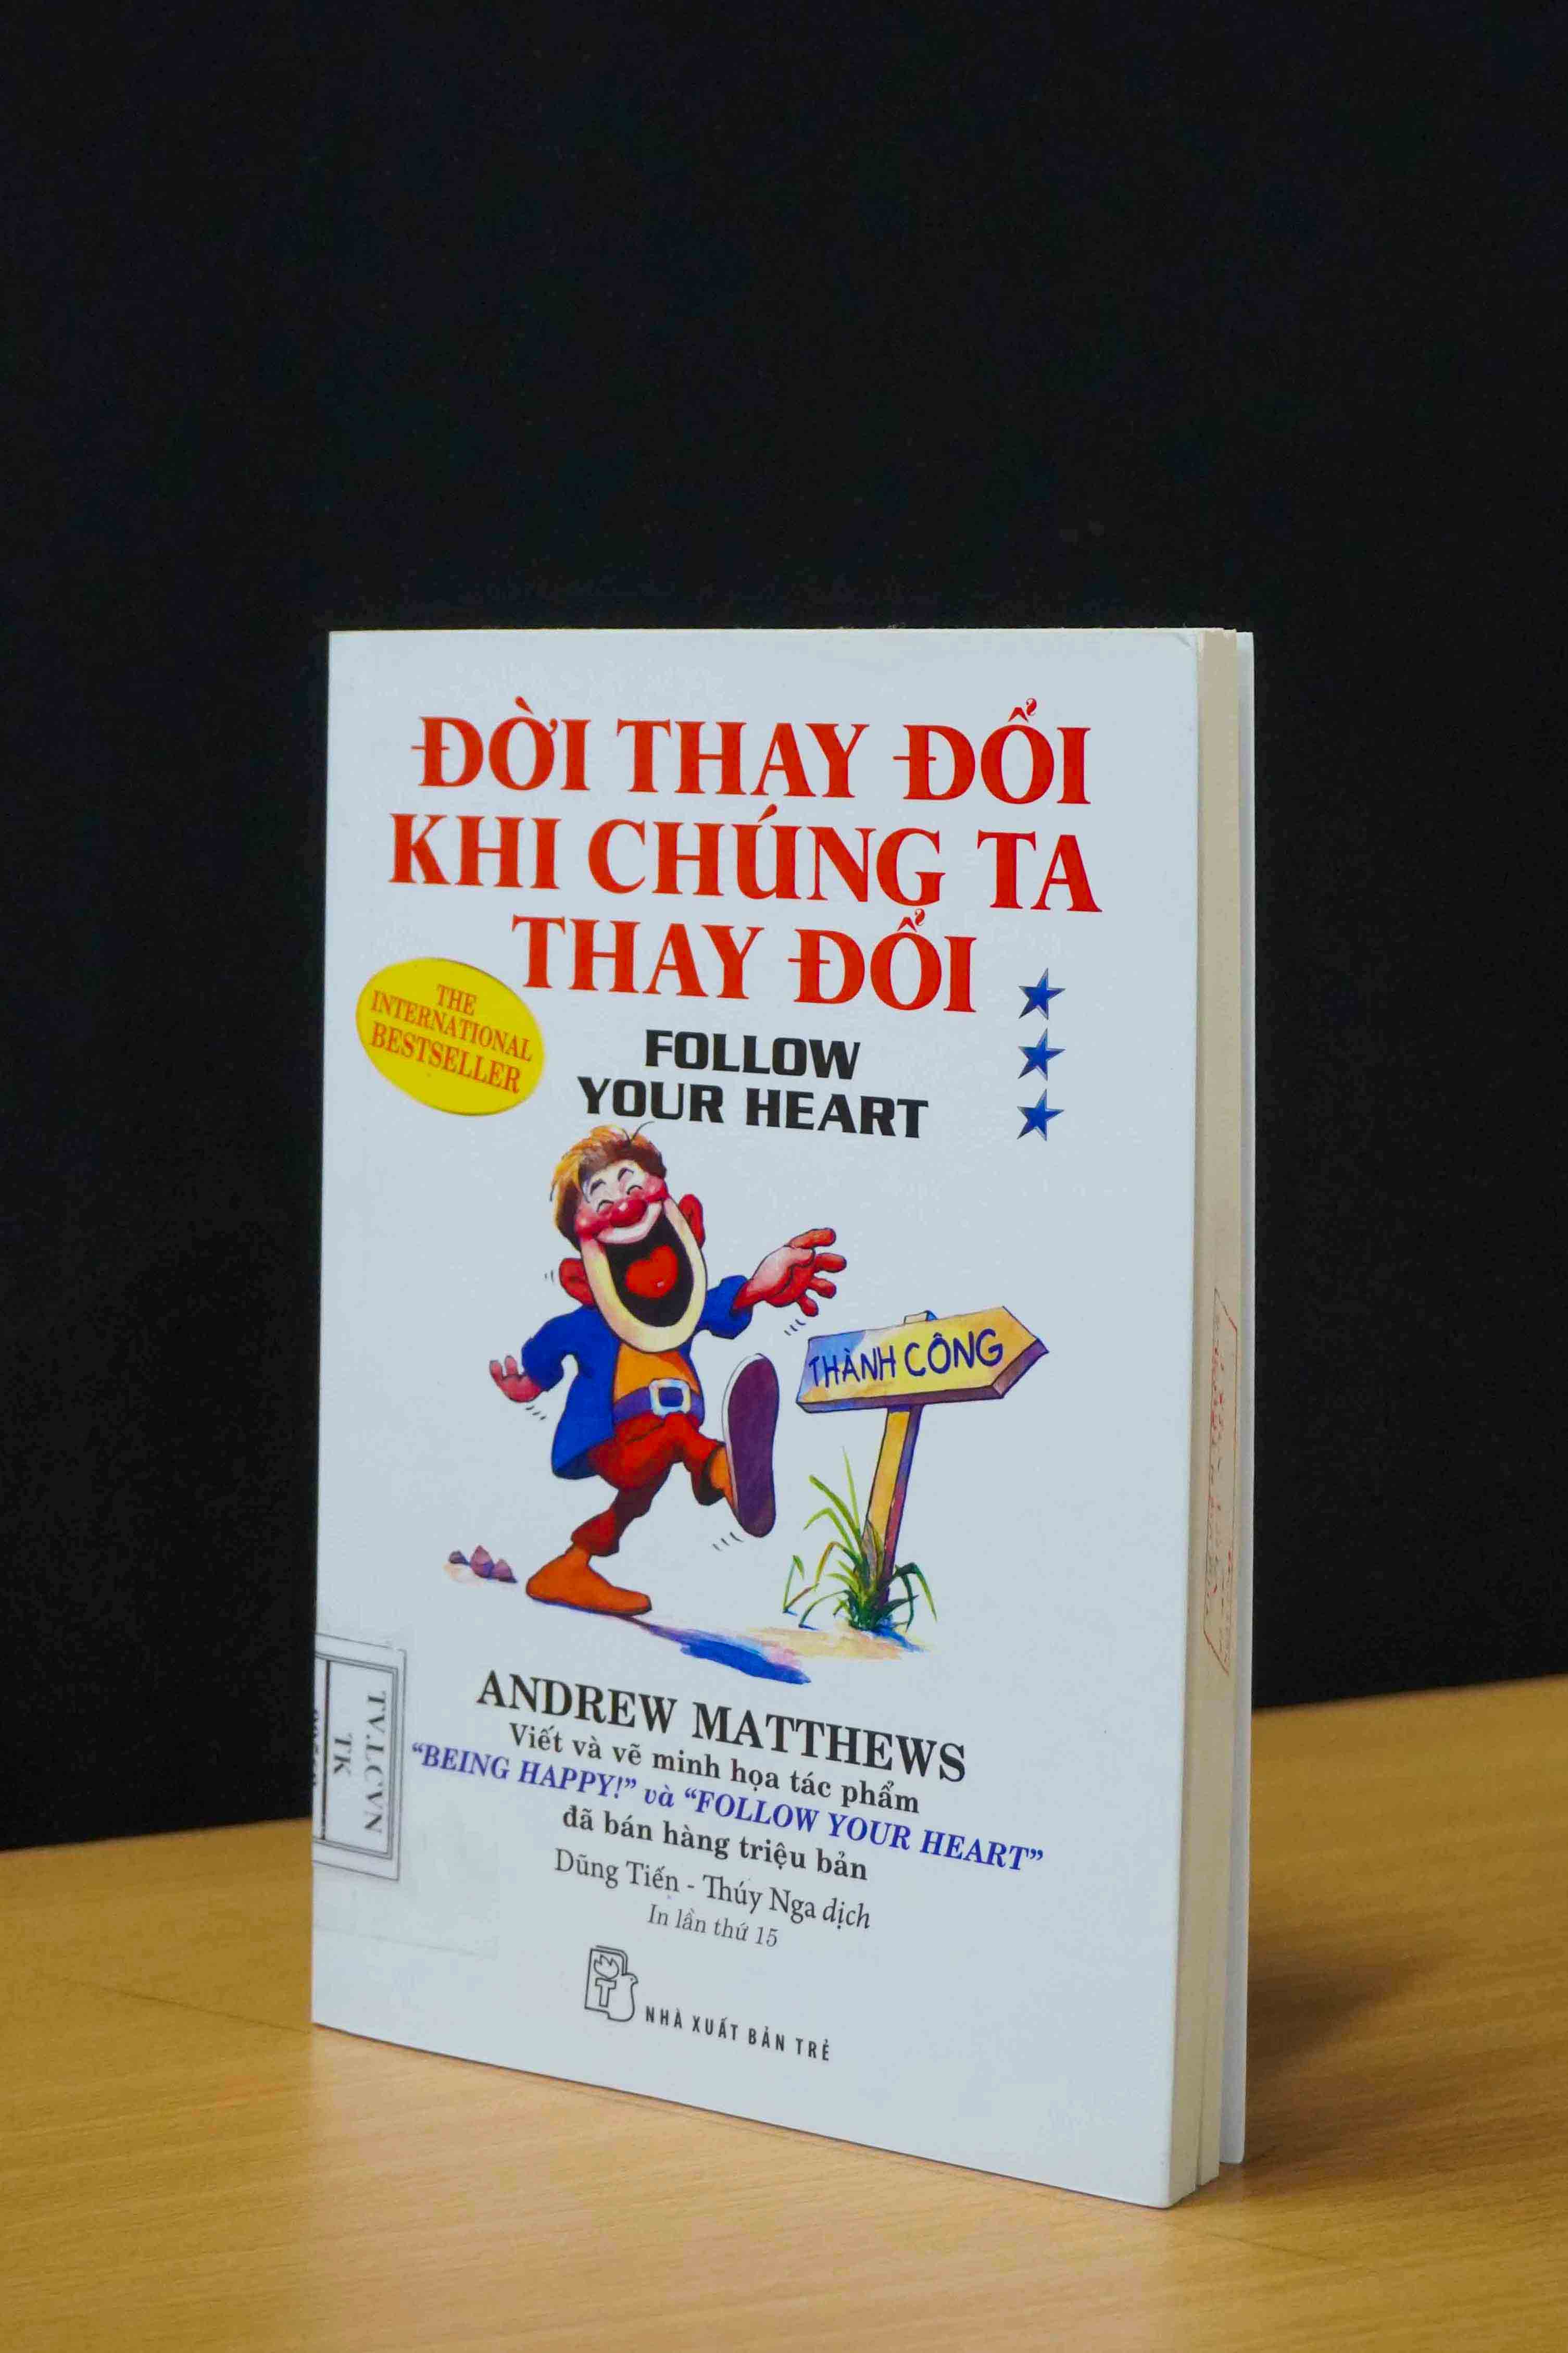 ĐỜI THAY ĐỔI
KHI CHÚNG TA
THAY ĐỔI
THE
INTERNATIONAL
BESTSELLER
FOLLOW
YOUR HEART
THÀNH CÔNG
ANDREW MATTHEWS
Viết và vẽ minh họa tác phẩm
“BEING HAPPY!” và “FOLLOW YOUR HEART”
đã bán hàng triệu bản
Dũng Tiến - Thúy Nga dịch
In lần thứ 15
T
NHÀ XUẤT BẢN TRẺ
TV.LCVN
TK